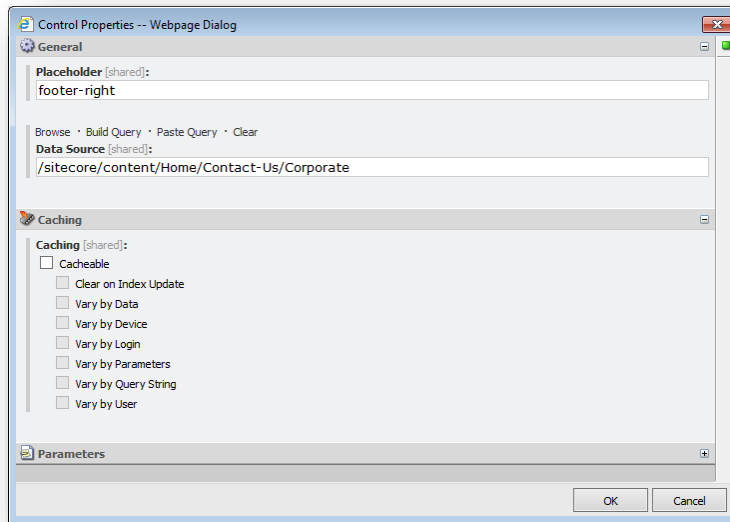 Control Properties -- Webpage Dialog
General
Placeholder [shared]:
footer-right
Browse · Build Query · Paste Query · Clear
Data Source [shared]:
/sitecore/content/Home/Contact-Us/Corporate
Caching
Caching [shared]:
Cacheable
Clear on Index Update
Vary by Data
Vary by Device
Vary by Login
Vary by Parameters
Vary by Query String
Vary by User
Parameters
OK Cancel